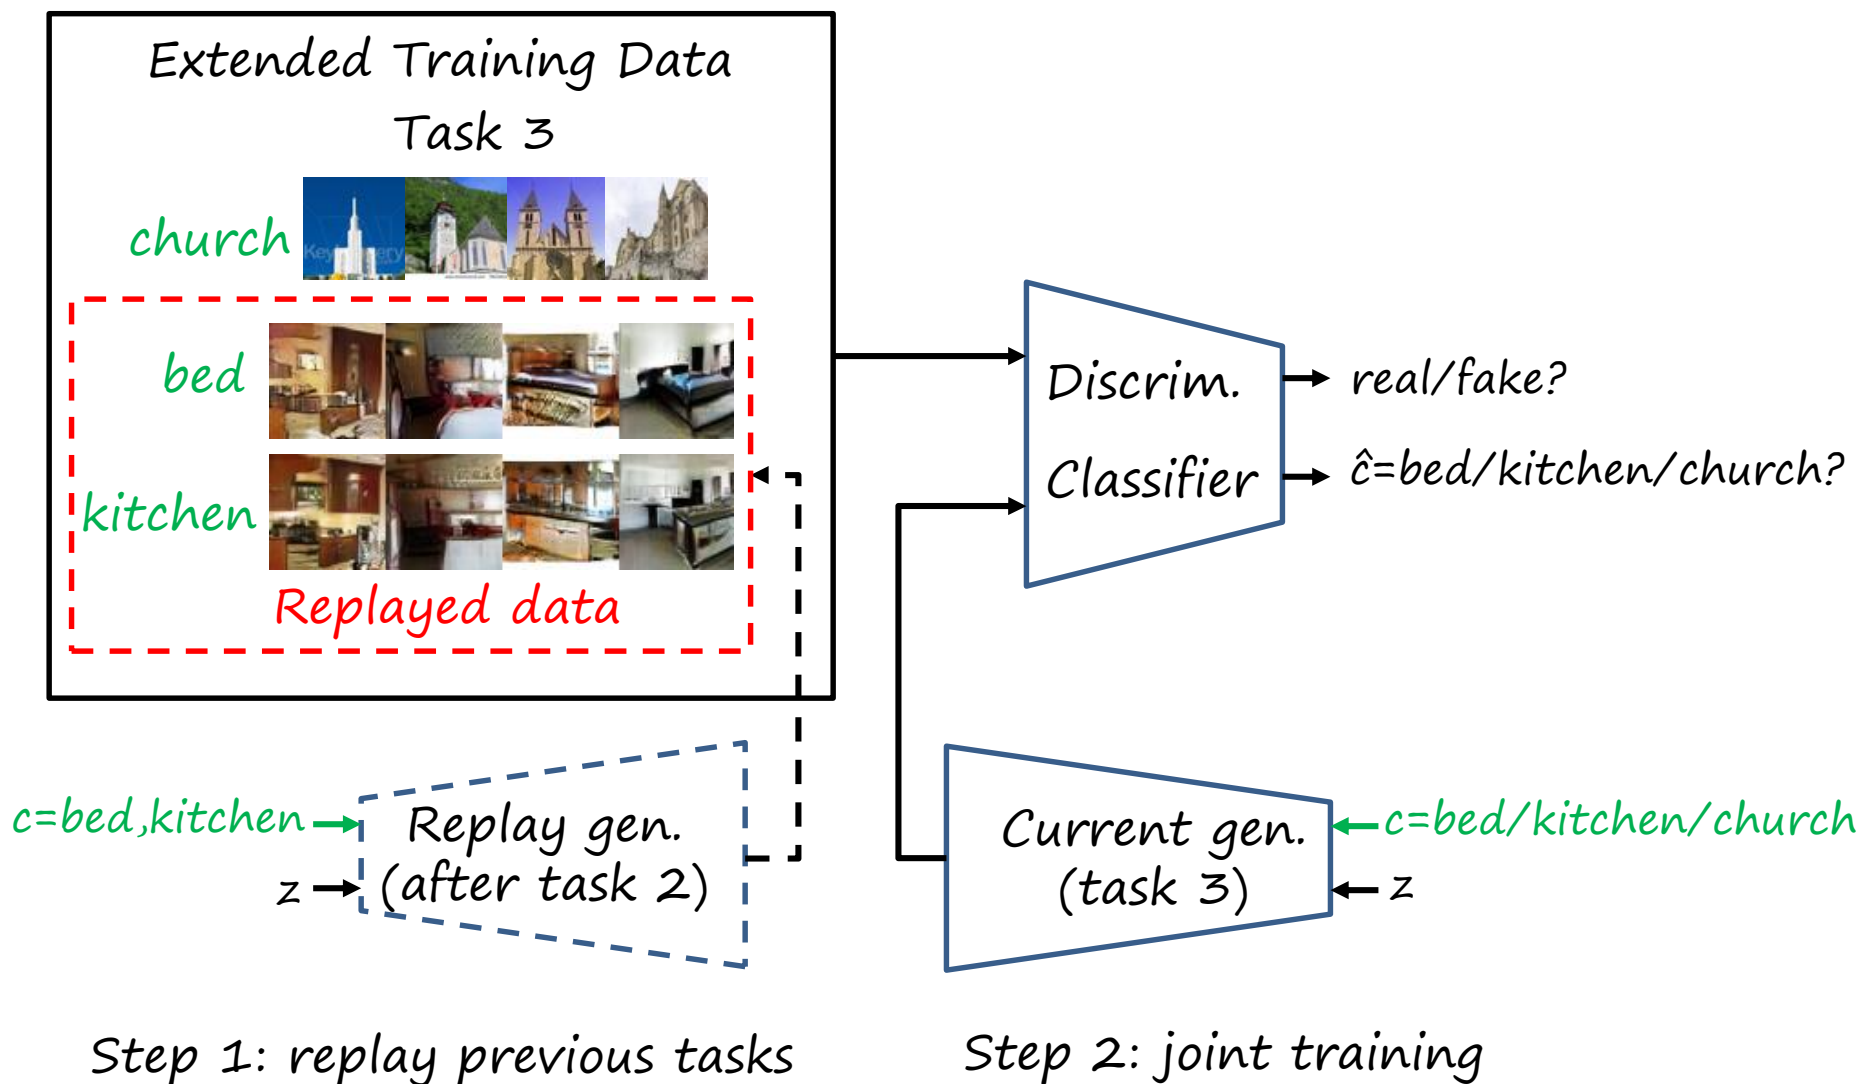 Extended Training Data
Task 3
church
bed
kitchen
Replayed data
Discrim.
Classifier
real/fake?
ĉ=bed/kitchen/church?
c=bed,kitchen
z
Replay gen.
(after task 2)
Current gen.
(task 3)
c=bed/kitchen/church
z
Step 1: replay previous tasks
Step 2: joint training